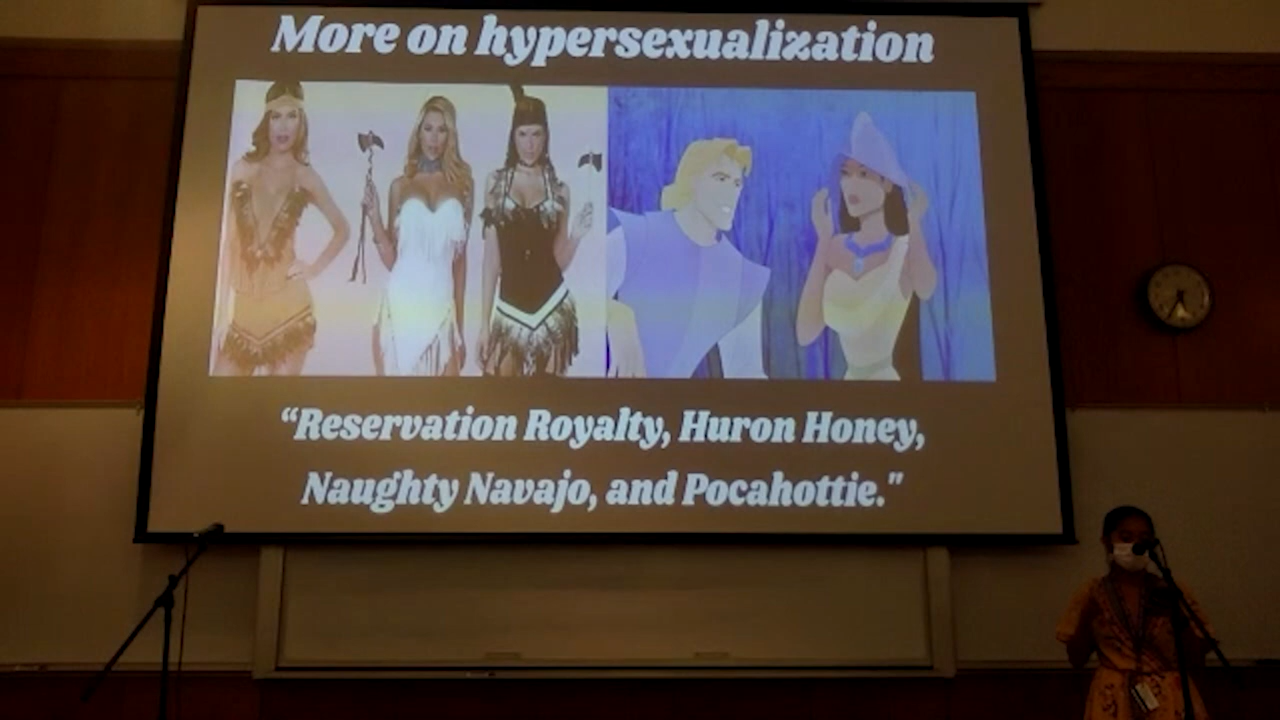 More on hypersexualization
“Reservation Royalty, Huron Honey,
Naughty Navajo, and Pocahottie."